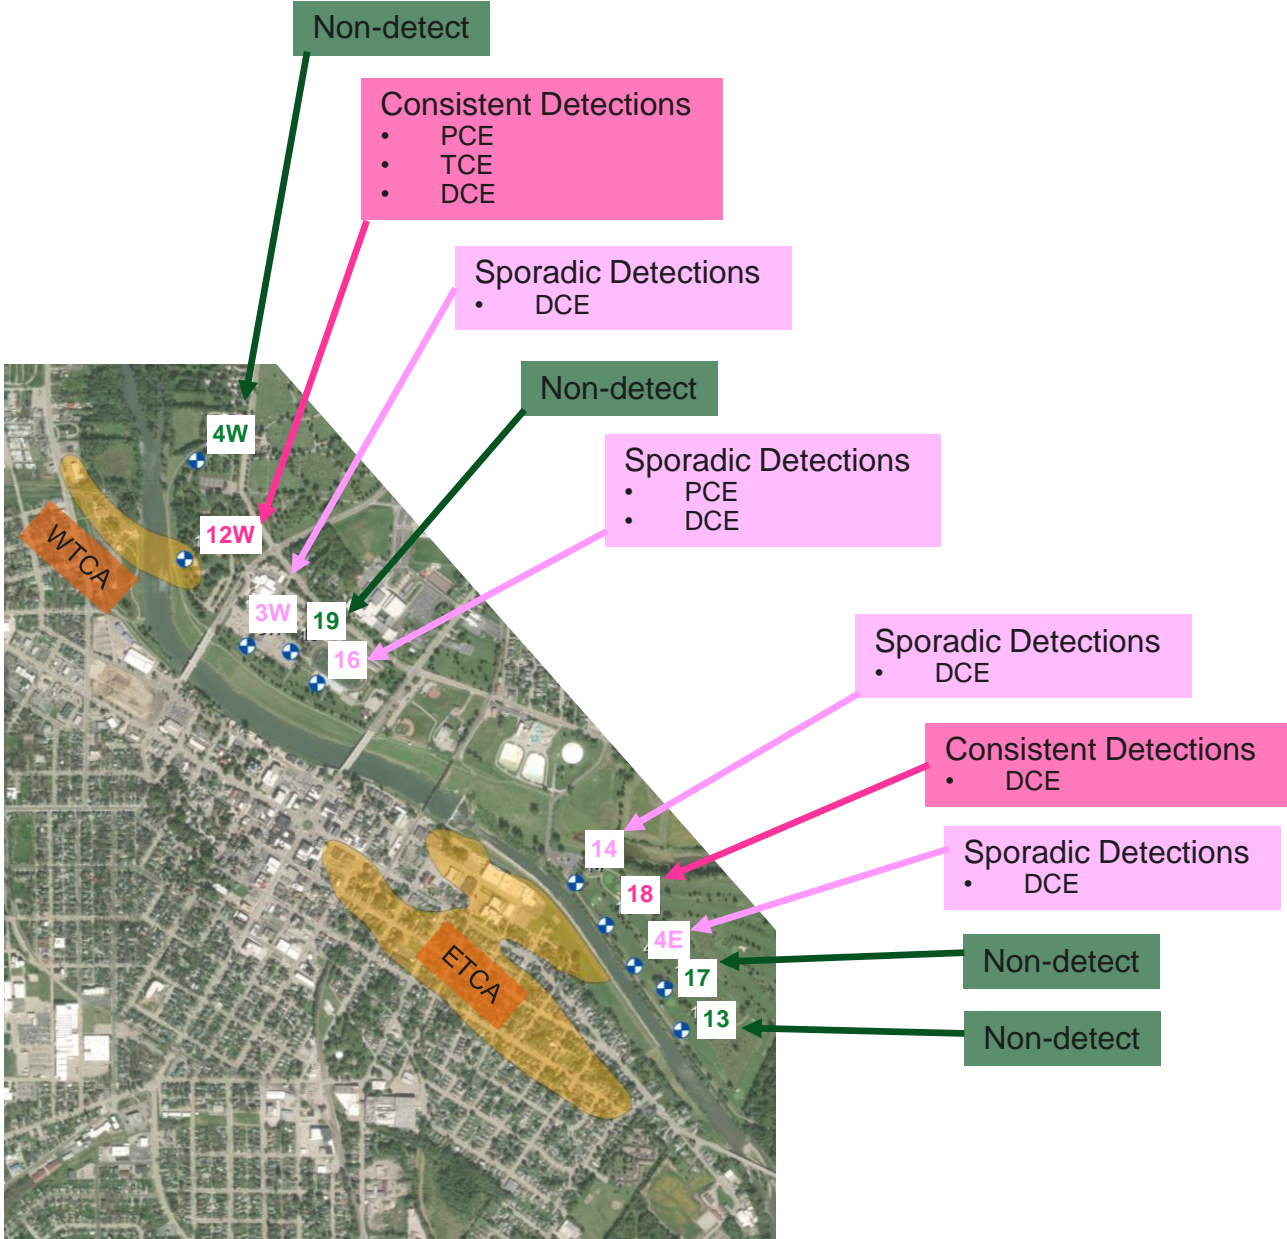 Non-detect
Consistent Detections
• PCE
• TCE
• DCE
Sporadic Detections
• DCE
Non-detect
Sporadic Detections
• PCE
• DCE
4W
12W
WTCA
3W
19
16
Sporadic Detections
• DCE
Consistent Detections
• DCE
Sporadic Detections
• DCE
14
18
4E
17
13
ETCA
Non-detect
Non-detect